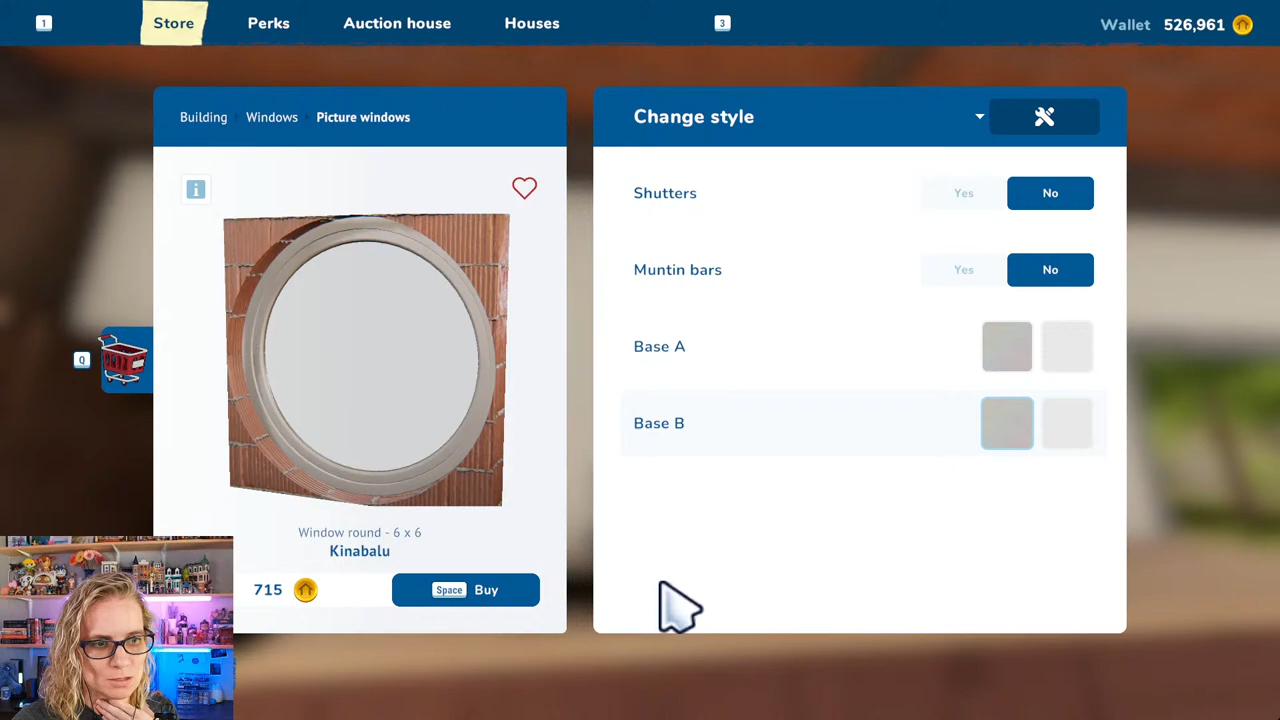 1
Store
Perks
Auction house
Houses
3
Wallet 526,961
Building Windows Picture windows
Change style
i
Shutters Yes No
Muntin bars Yes No
Base A
Base B
Q
Window round - 6 x 6
Kinabalu
715
Space Buy